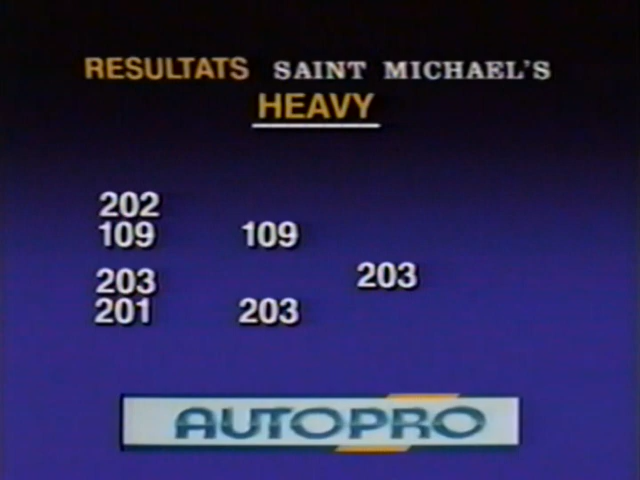 RESULTATS SAINT MICHAEL'S
HEAVY
202
109 109
203 203
201 203
AUTOPRO